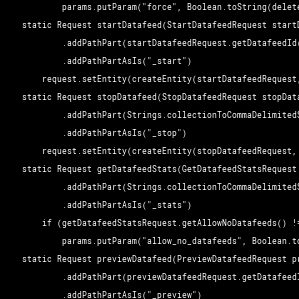 params.putParam("force", Boolean.toString(delete
static Request startDatafeed(StartDatafeedRequest start
.addPathPart(startDatafeedRequest.getDatafeedId(
.addPathPartAsIs("_start")
request.setEntity(createEntity(startDatafeedRequest,
static Request stopDatafeed(StopDatafeedRequest stopData
.addPathPart(Strings.collectionToCommaDelimitedS
.addPathPartAsIs("_stop")
request.setEntity(createEntity(stopDatafeedRequest,
static Request getDatafeedStats(GetDatafeedStatsRequest
.addPathPart(Strings.collectionToCommaDelimitedS
.addPathPartAsIs("_stats")
if (getDatafeedStatsRequest.getAllowNoDatafeeds() !=
params.putParam("allow_no_datafeeds", Boolean.to
static Request previewDatafeed(PreviewDatafeedRequest pr
.addPathPart(previewDatafeedRequest.getDatafeedI
.addPathPartAsIs("_preview")